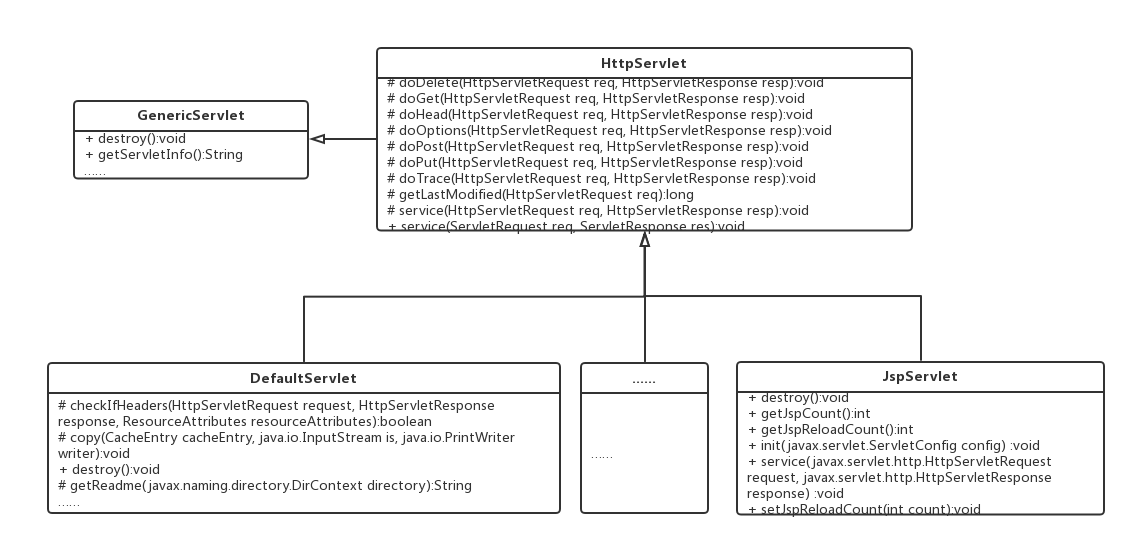 HttpServlet
# doDelete(HttpServletRequest req, HttpServletResponse resp):void
# doGet(HttpServletRequest req, HttpServletResponse resp):void
# doHead(HttpServletRequest req, HttpServletResponse resp):void
# doOptions(HttpServletRequest req, HttpServletResponse resp):void
# doPost(HttpServletRequest req, HttpServletResponse resp):void
# doPut(HttpServletRequest req, HttpServletResponse resp):void
# doTrace(HttpServletRequest req, HttpServletResponse resp):void
# getLastModified(HttpServletRequest req):long
# service(HttpServletRequest req, HttpServletResponse resp):void
+ service(ServletRequest req, ServletResponse res):void
GenericServlet
+ destroy():void
+ getServletInfo():String
......
DefaultServlet
# checkIfHeaders(HttpServletRequest request, HttpServletResponse
response, ResourceAttributes resourceAttributes):boolean
# copy(CacheEntry cacheEntry, java.io.InputStream is, java.io.PrintWriter
writer):void
+ destroy():void
# getReadme(javax.naming.directory.DirContext directory):String
......
......
......
JspServlet
+ destroy():void
+ getJspCount():int
+ getJspReloadCount():int
+ init(javax.servlet.ServletConfig config) :void
+ service(javax.servlet.http.HttpServletRequest
request, javax.servlet.http.HttpServletResponse
response) :void
+ setJspReloadCount(int count):void